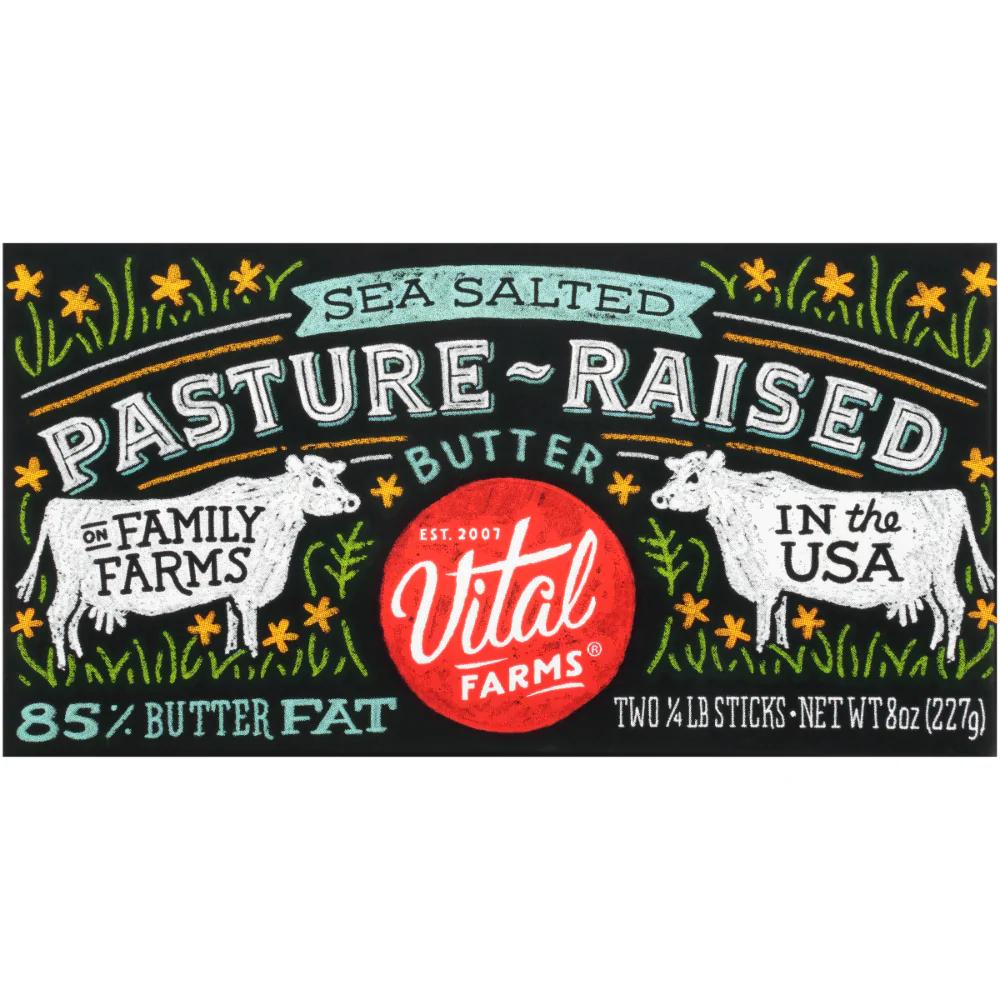 SEA SALTED
PASTURE~RAISED
BUTTER
ON FAMILY
FARMS
IN the
USA
EST. 2007
Vital
FARMS®
85% BUTTER FAT
TWO ¼ LB STICKS • NET WT 8oz (227g)